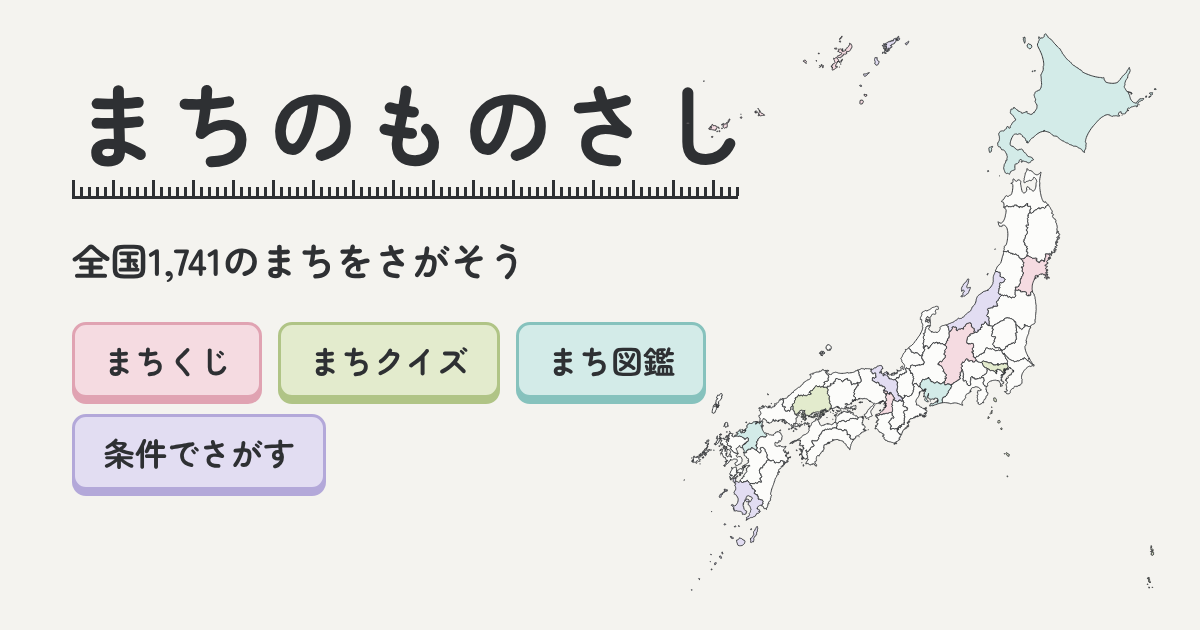 まちのものさし
全国1,741のまちをさがそう
まちくじ
まちクイズ
まち図鑑
条件でさがす